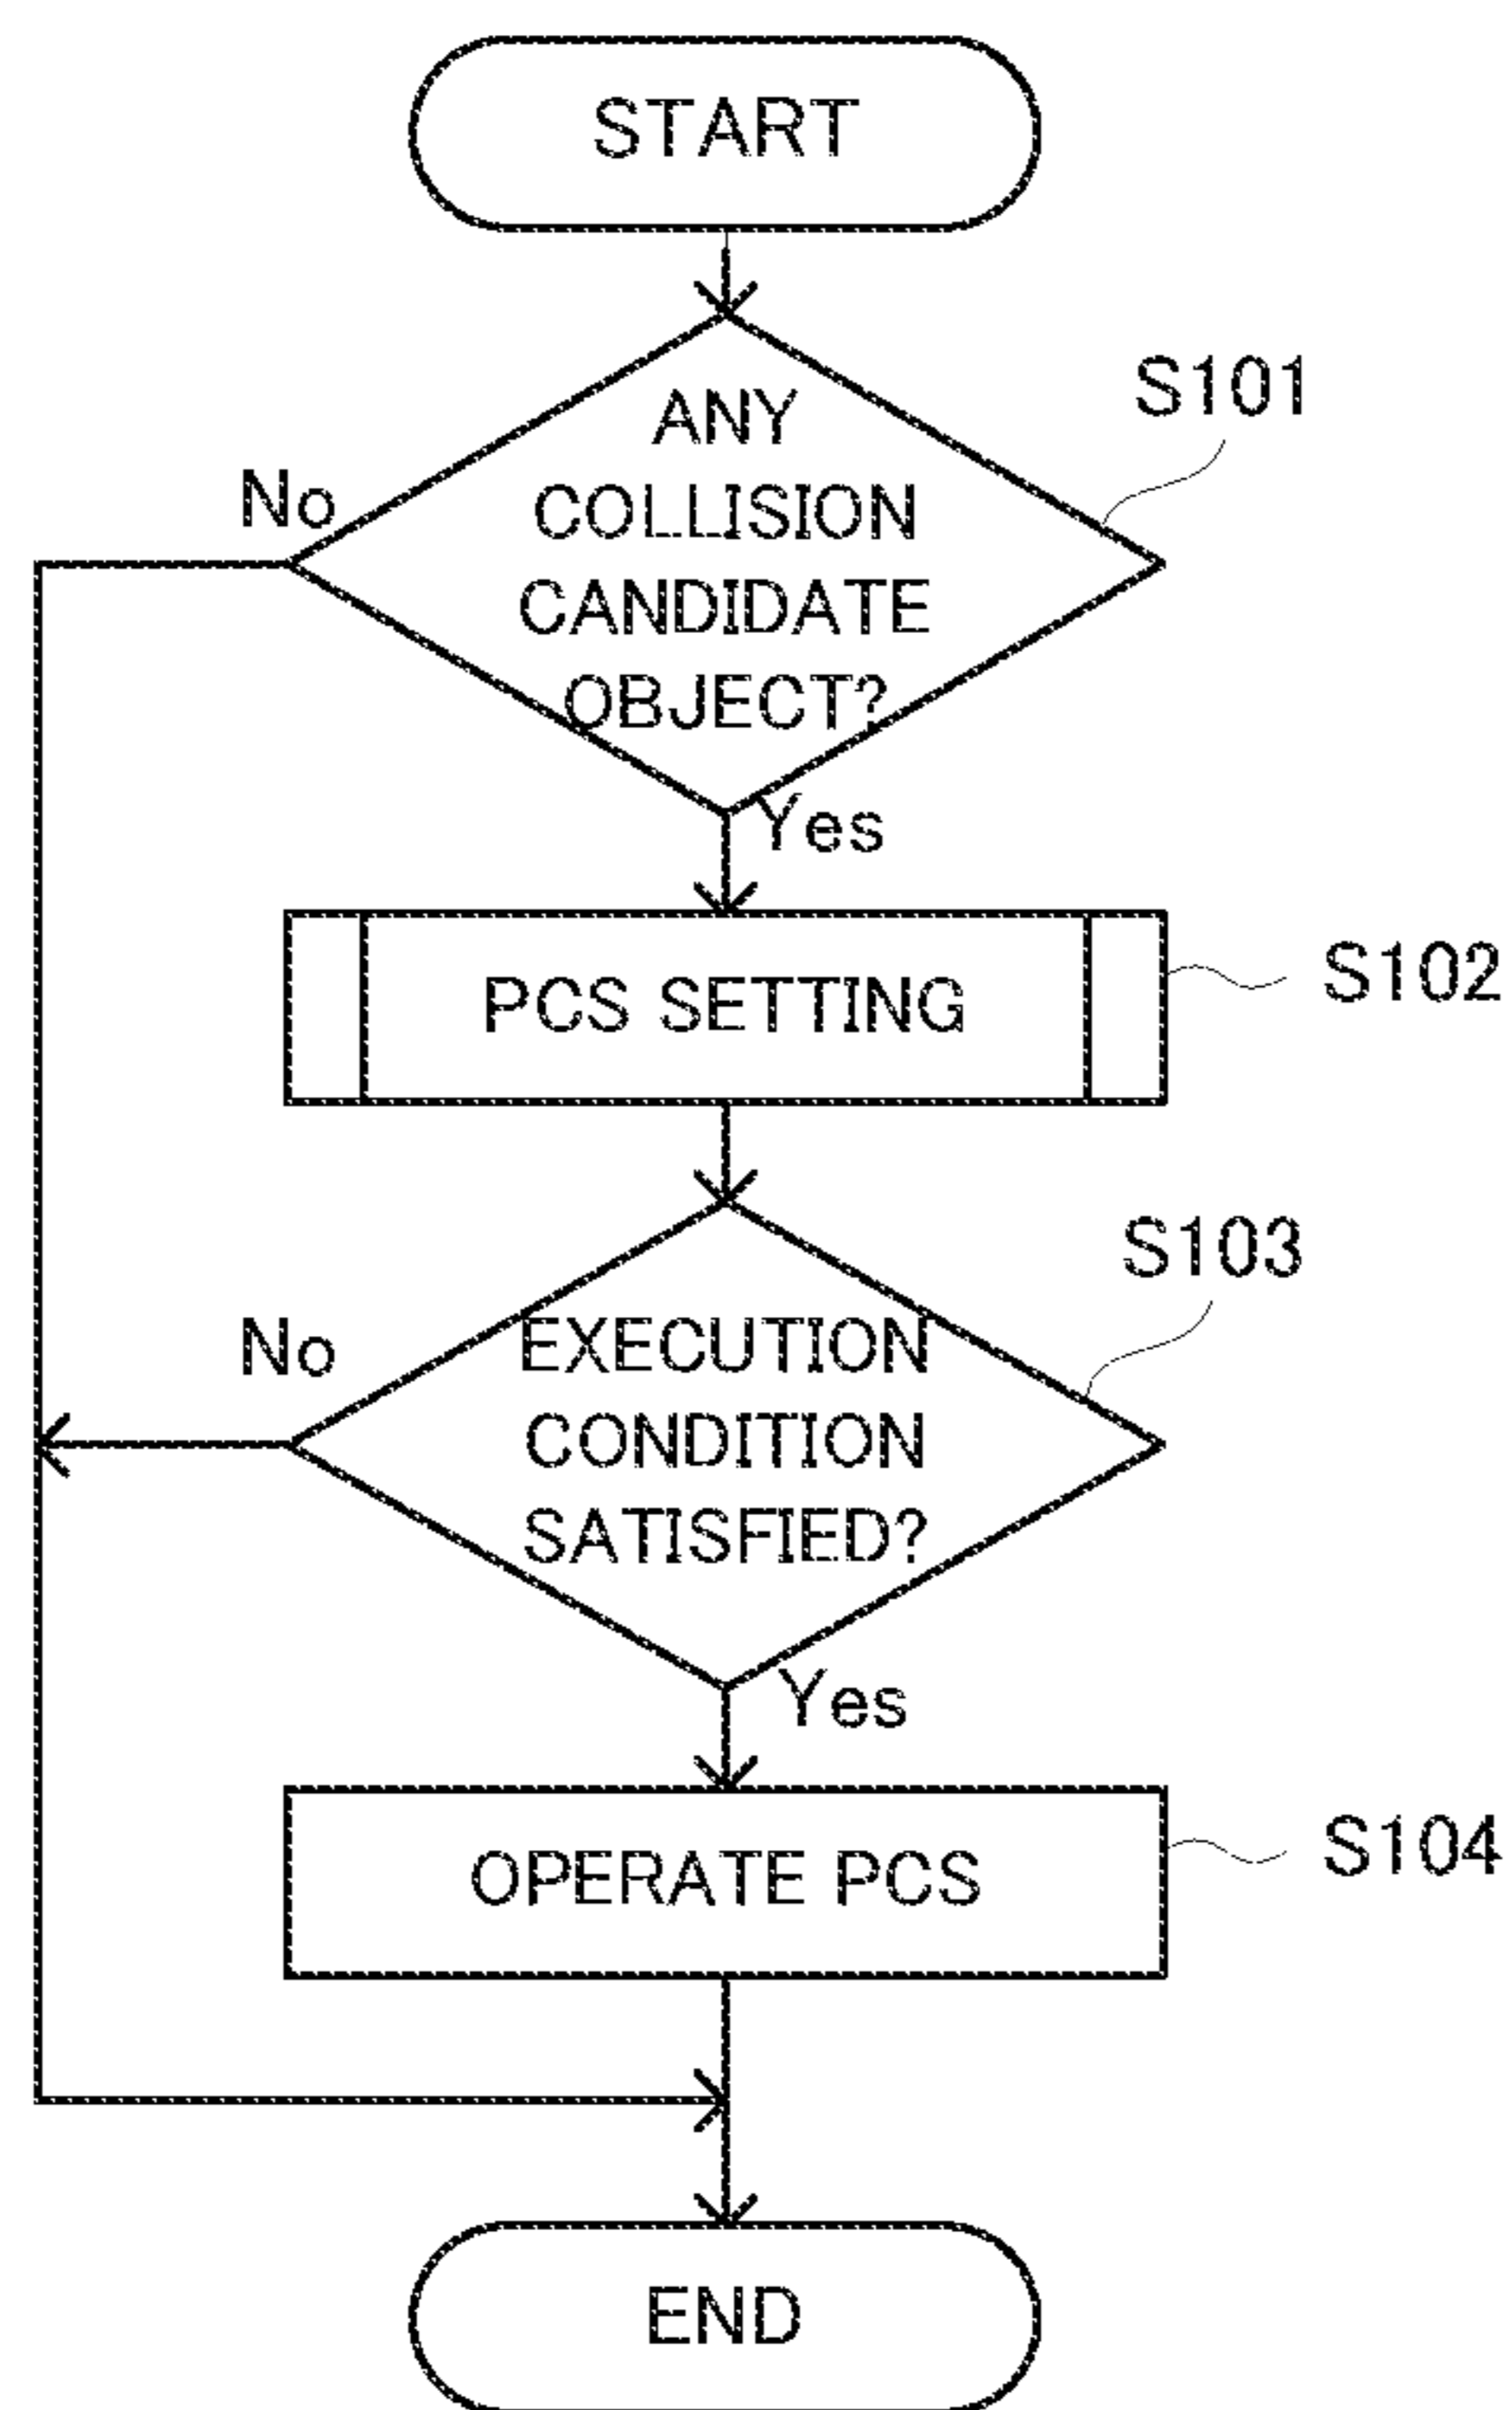 START
ANY
COLLISION
CANDIDATE
OBJECT?
S101
No
Yes
PCS SETTING
S102
EXECUTION
CONDITION
SATISFIED?
S103
No
Yes
OPERATE PCS
S104
END